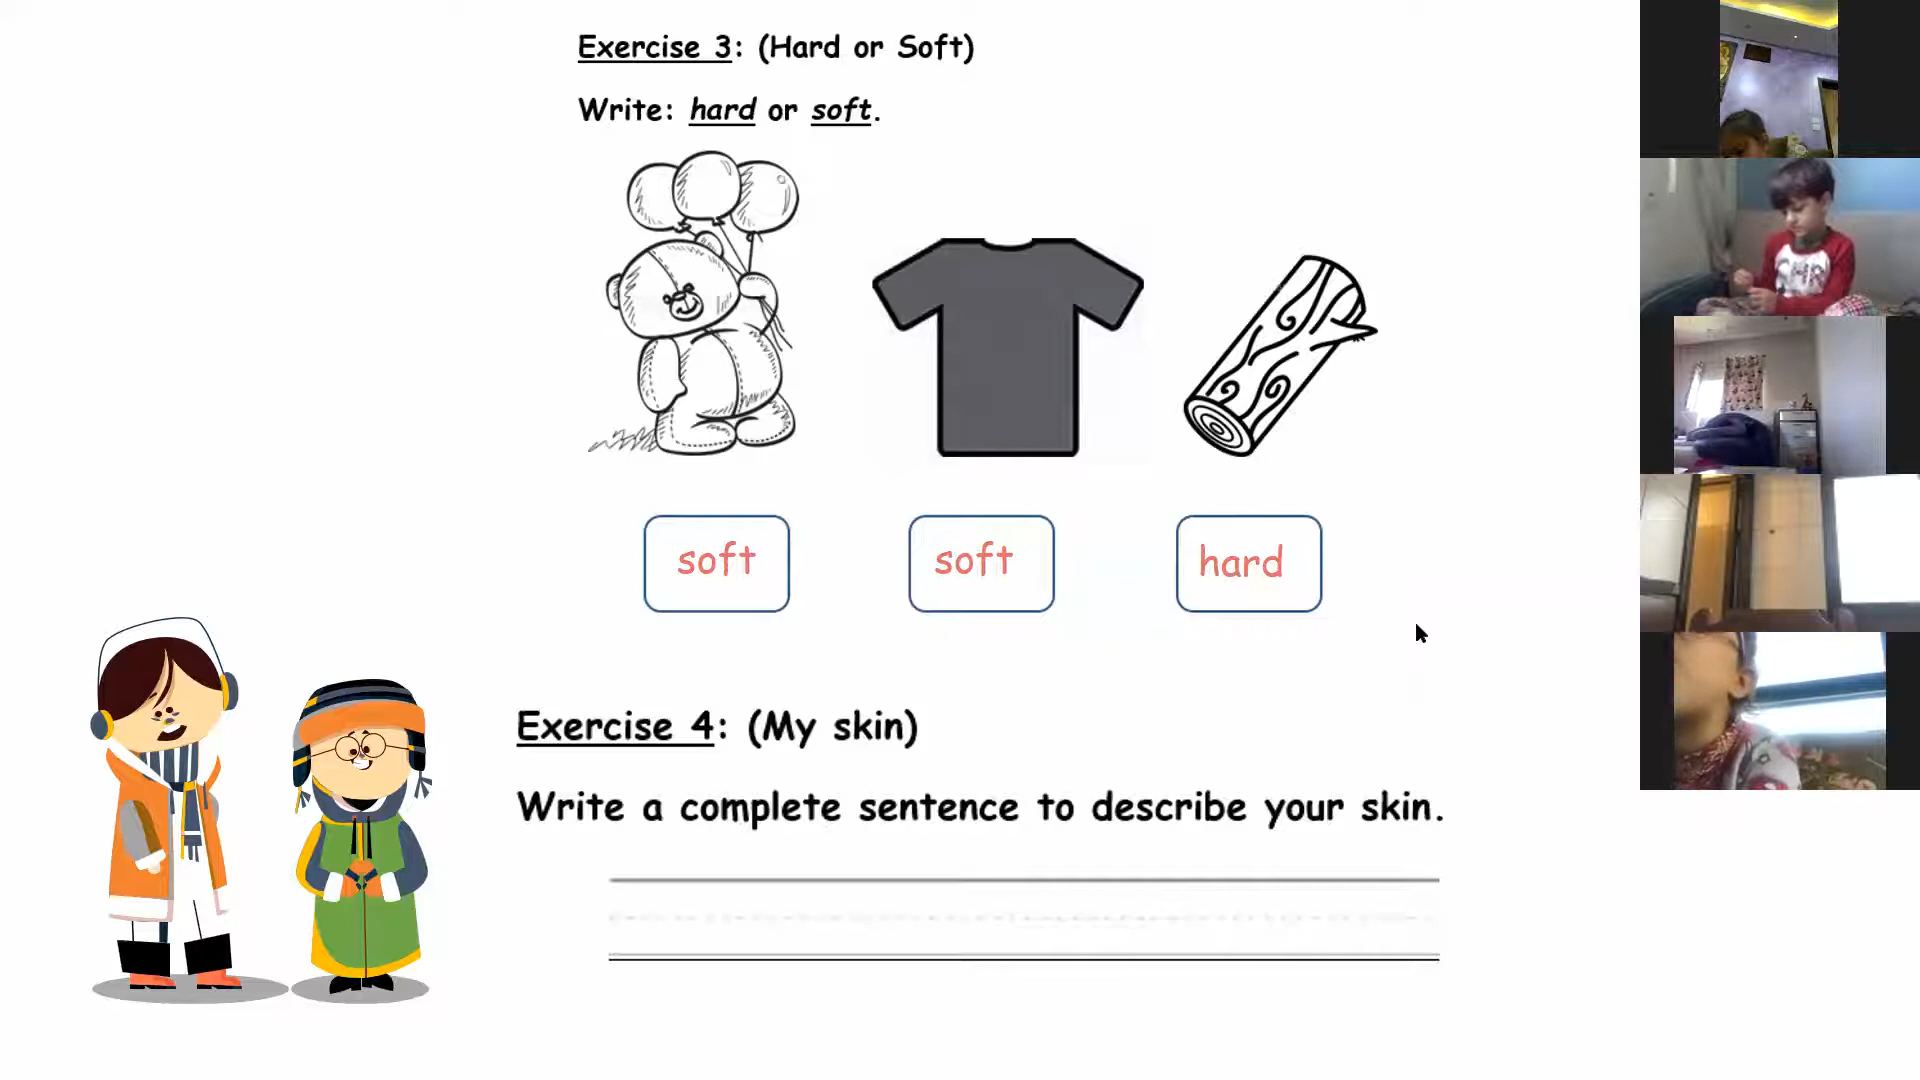 Exercise 3: (Hard or Soft)
Write: hard or soft.
soft soft hard
Exercise 4: (My skin)
Write a complete sentence to describe your skin.